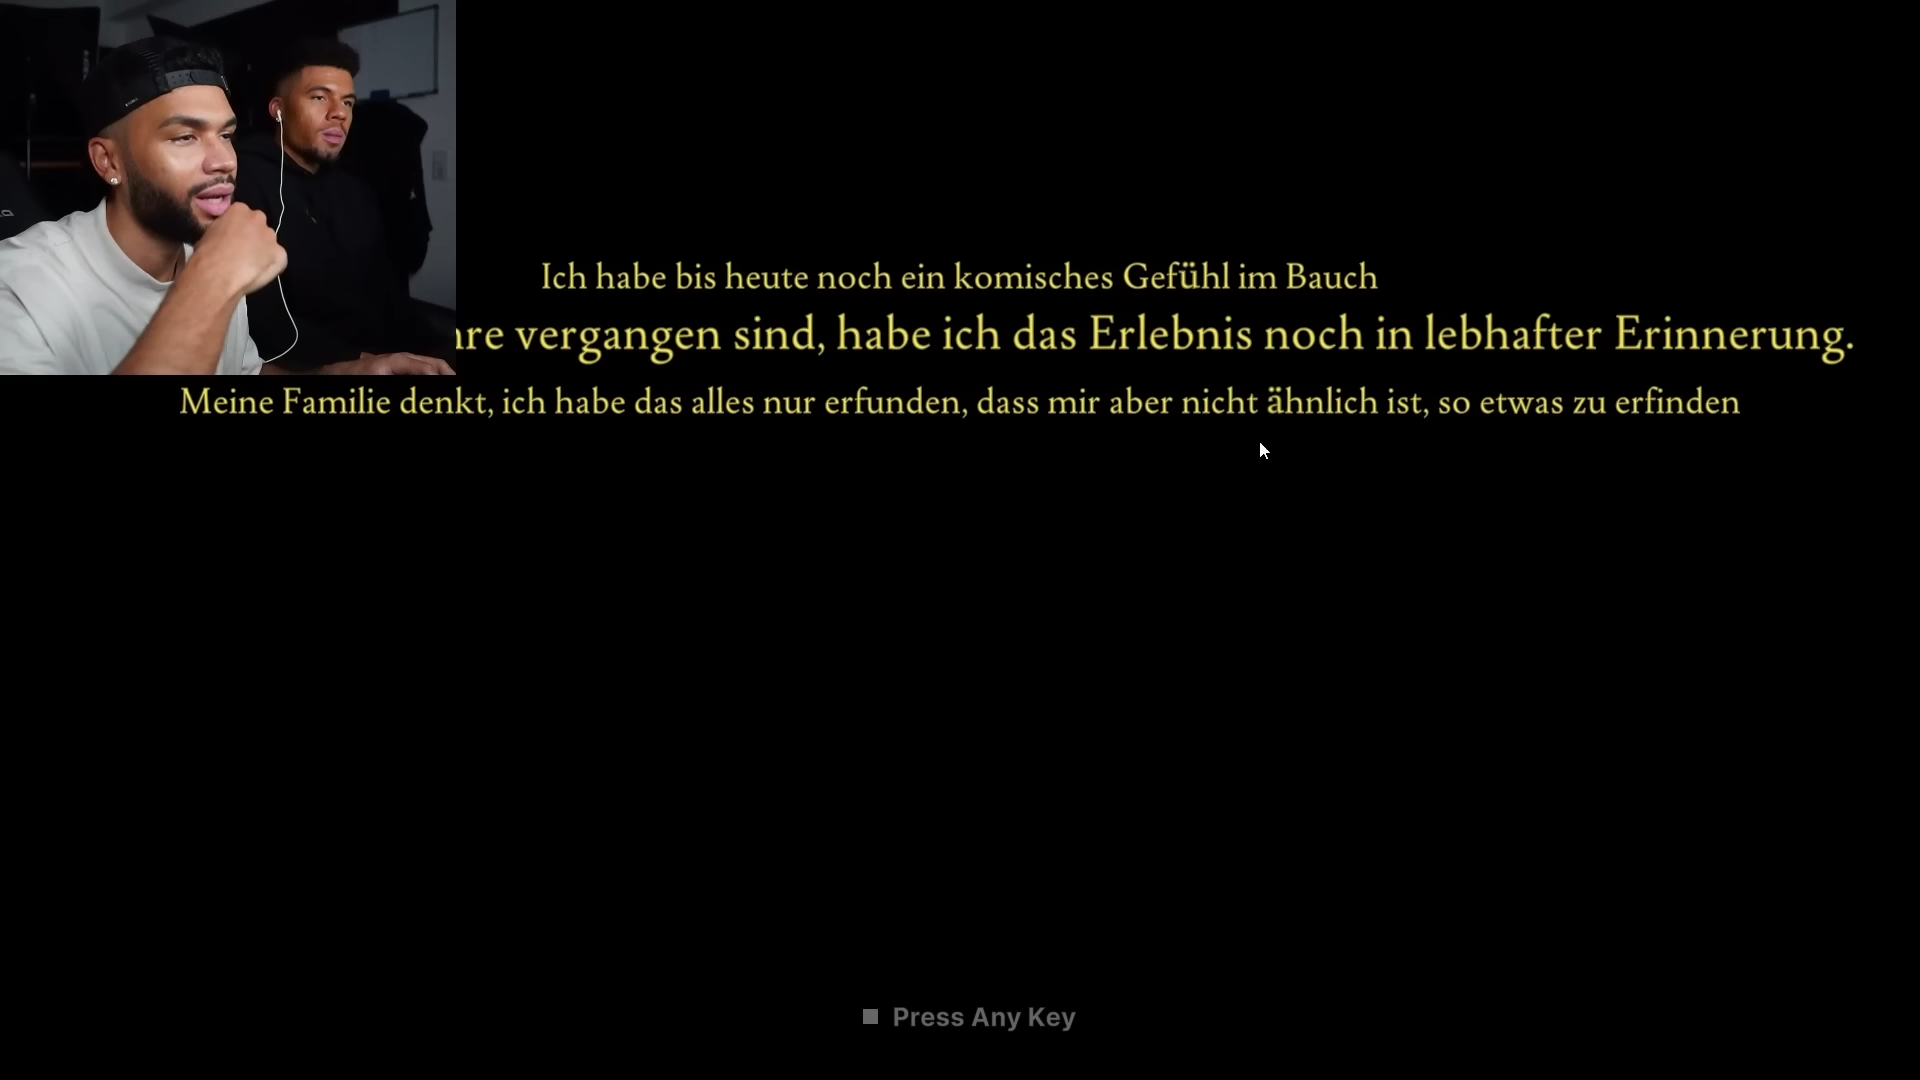 Ich habe bis heute noch ein komisches Gefühl im Bauch
vergangen sind, habe ich das Erlebnis noch in lebhafter Erinnerung.
Meine Familie denkt, ich habe das alles nur erfunden, dass mir aber nicht ähnlich ist, so etwas zu erfinden
Press Any Key